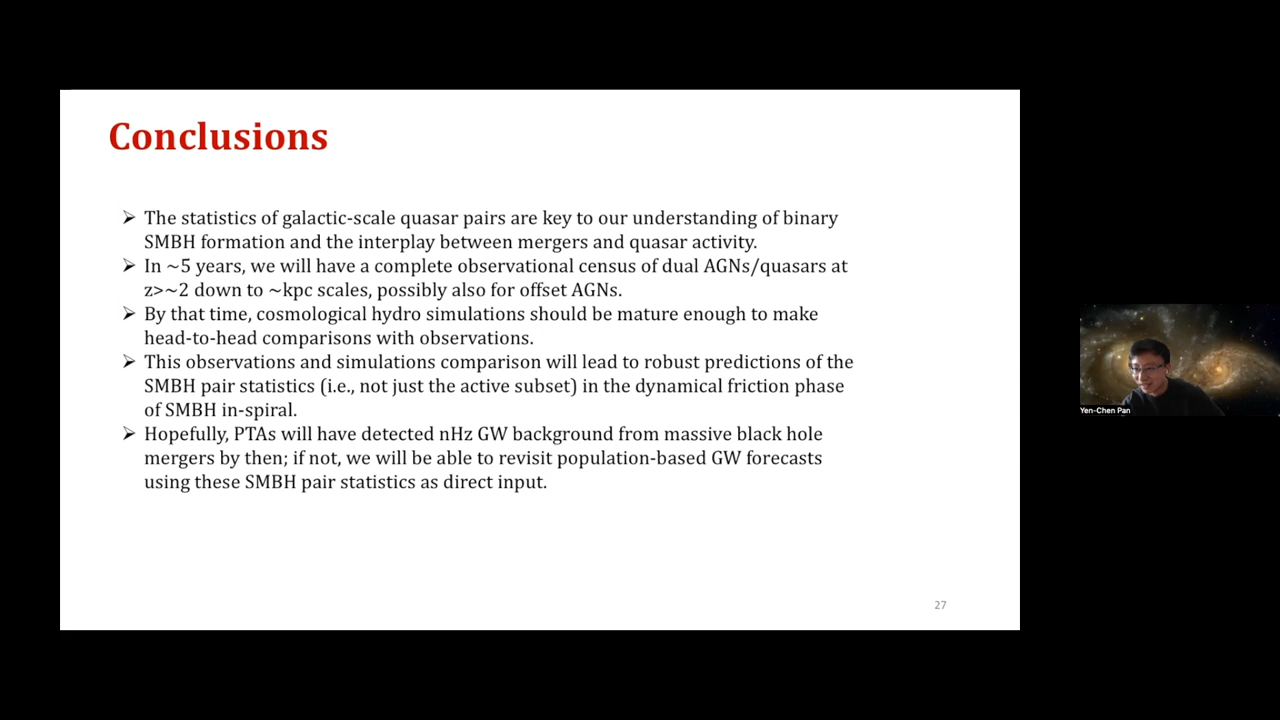 Conclusions
➢ The statistics of galactic-scale quasar pairs are key to our understanding of binary
SMBH formation and the interplay between mergers and quasar activity.
➢ In ~5 years, we will have a complete observational census of dual AGNs/quasars at
z>~2 down to ~kpc scales, possibly also for offset AGNs.
➢ By that time, cosmological hydro simulations should be mature enough to make
head-to-head comparisons with observations.
➢ This observations and simulations comparison will lead to robust predictions of the
SMBH pair statistics (i.e., not just the active subset) in the dynamical friction phase
of SMBH in-spiral.
➢ Hopefully, PTAs will have detected nHz GW background from massive black hole
mergers by then; if not, we will be able to revisit population-based GW forecasts
using these SMBH pair statistics as direct input.
27
Yen-Chen Pan